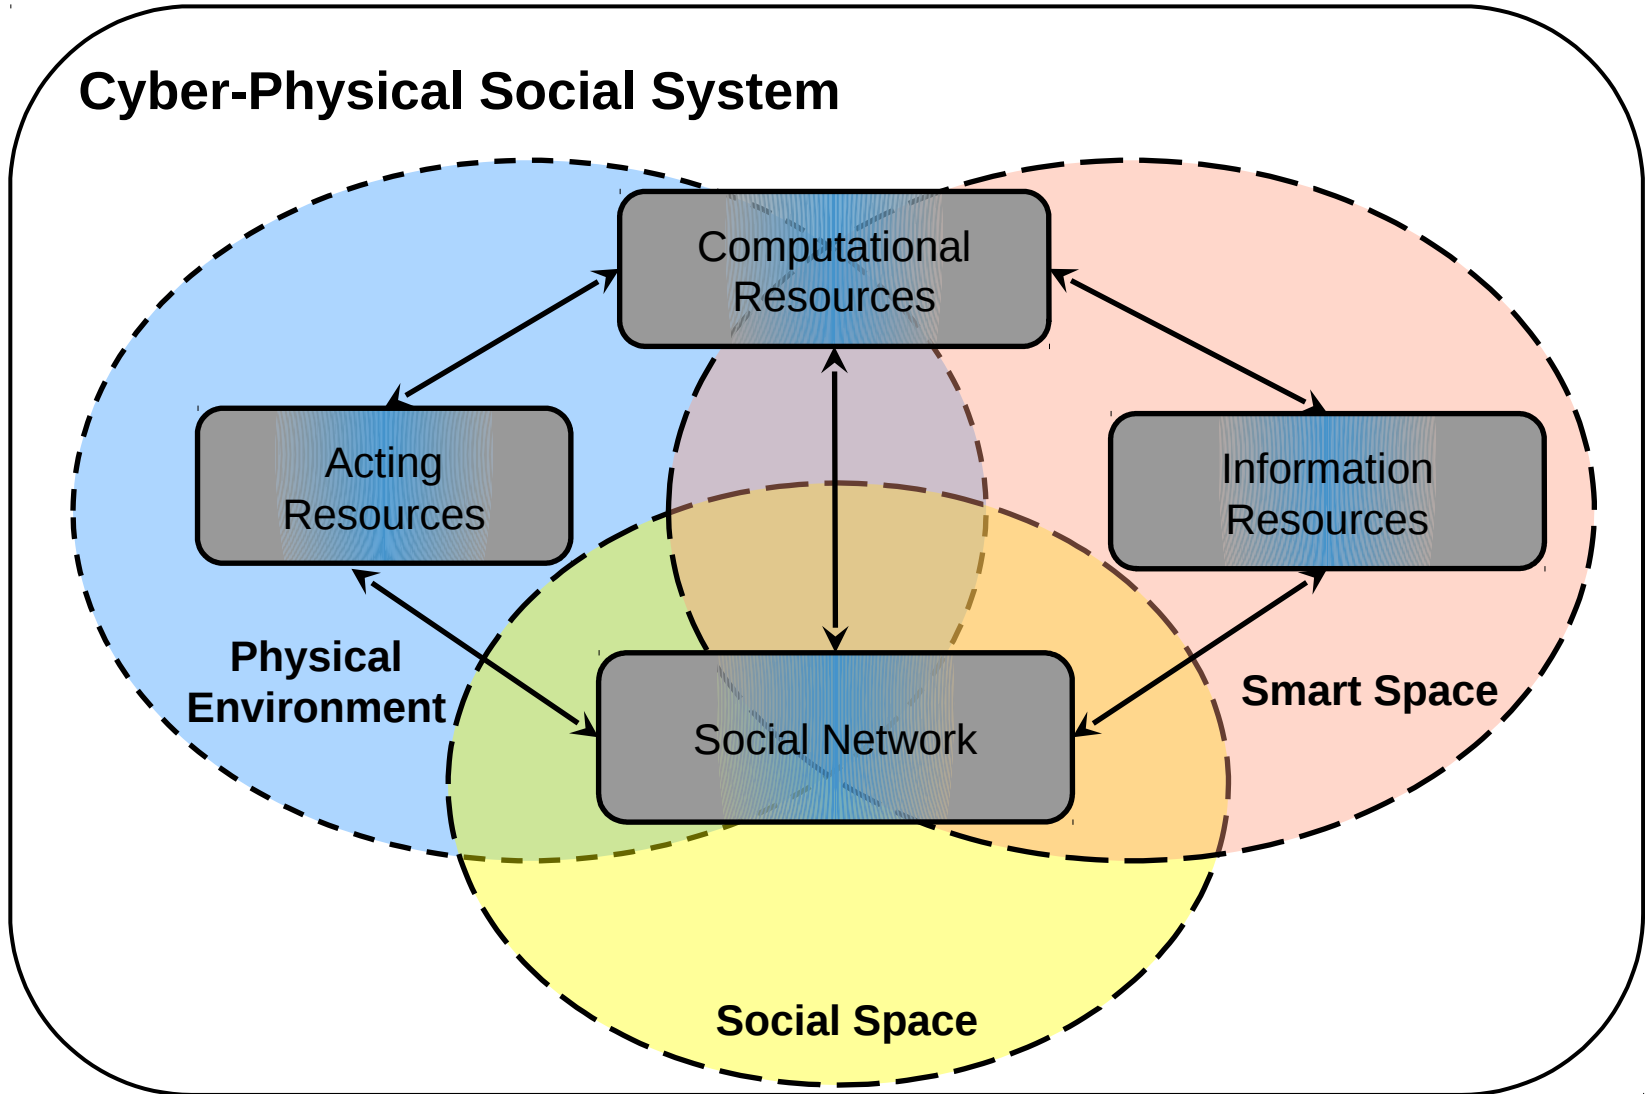 Cyber-Physical Social System
Computational
Resources
Acting
Resources
Information
Resources
Physical
Environment
Smart Space
Social Network
Social Space